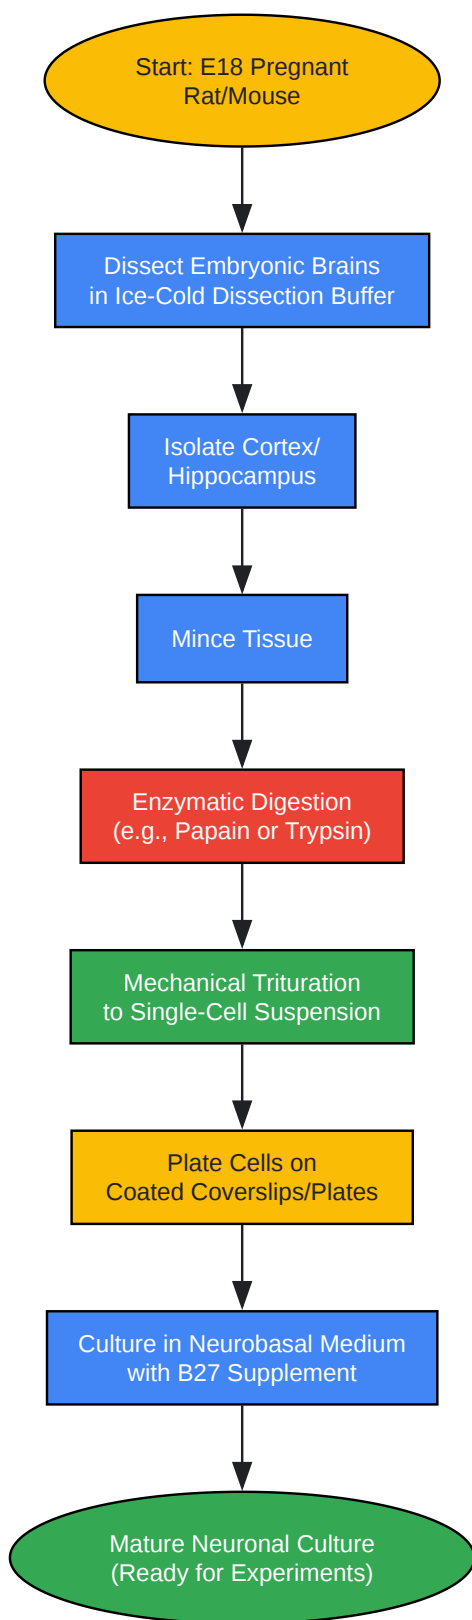 Start: E18 Pregnant
Rat/Mouse
Dissect Embryonic Brains
in Ice-Cold Dissection Buffer
Isolate Cortex/
Hippocampus
Mince Tissue
Enzymatic Digestion
(e.g., Papain or Trypsin)
Mechanical Trituration
to Single-Cell Suspension
Plate Cells on
Coated Coverslips/Plates
Culture in Neurobasal Medium
with B27 Supplement
Mature Neuronal Culture
(Ready for Experiments)